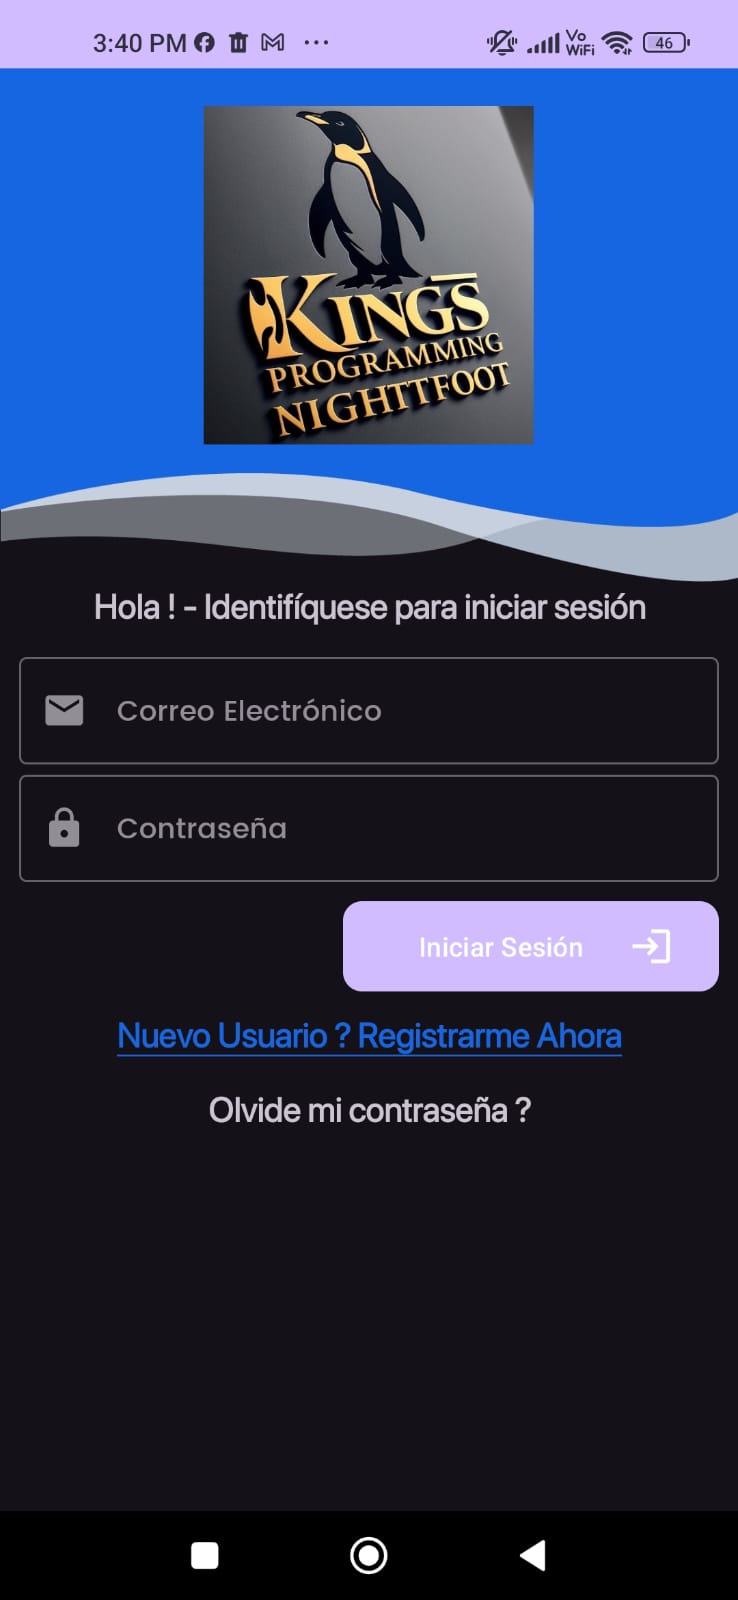 3:40 PM
Vo
WiFi
46
KINGS
PROGRAMMING
NIGHTTFOOT
Hola ! - Identifíquese para iniciar sesión
Correo Electrónico
Contraseña
Iniciar Sesión
Nuevo Usuario ? Registrarme Ahora
Olvide mi contraseña ?